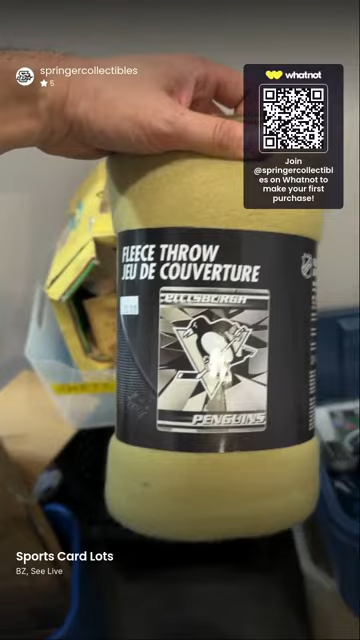 springercollectibles
5
whatnot
Join
@springercollectibl
es on Whatnot to
make your first
purchase!
FLEECE THROW
JEU DE COUVERTURE
PITTSBURGH
PENGUINS
Sports Card Lots
BZ, See Live